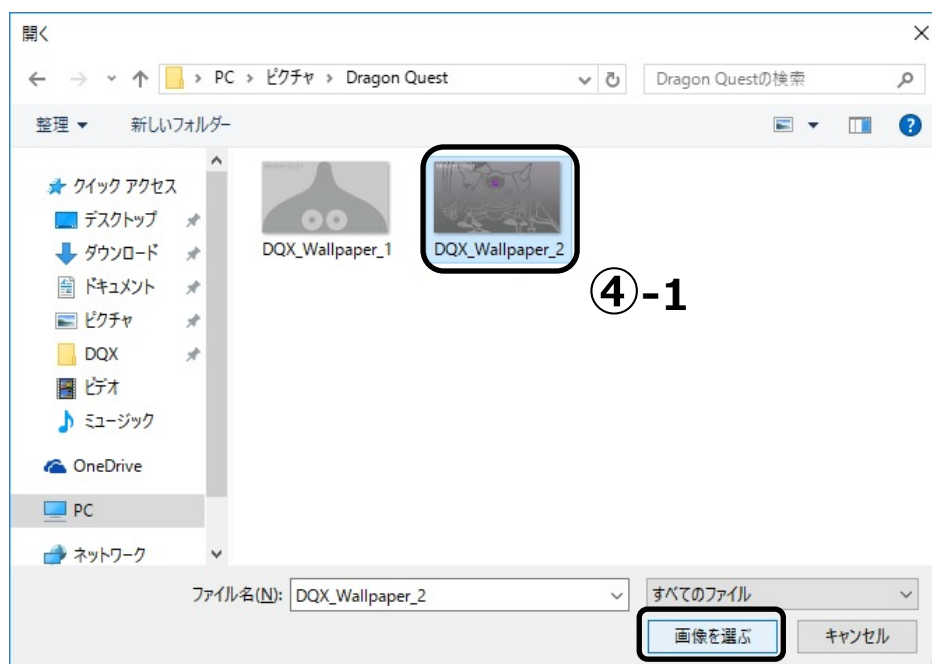 開く
PC > ピクチャ > Dragon Quest
Dragon Questの検索
整理
新しいフォルダー
クイック アクセス
デスクトップ
ダウンロード
ドキュメント
ピクチャ
DQX
ビデオ
ミュージック
OneDrive
PC
ネットワーク
DQX_Wallpaper_1
DQX_Wallpaper_2
④-1
ファイル名(N): DQX_Wallpaper_2
すべてのファイル
画像を選ぶ
キャンセル